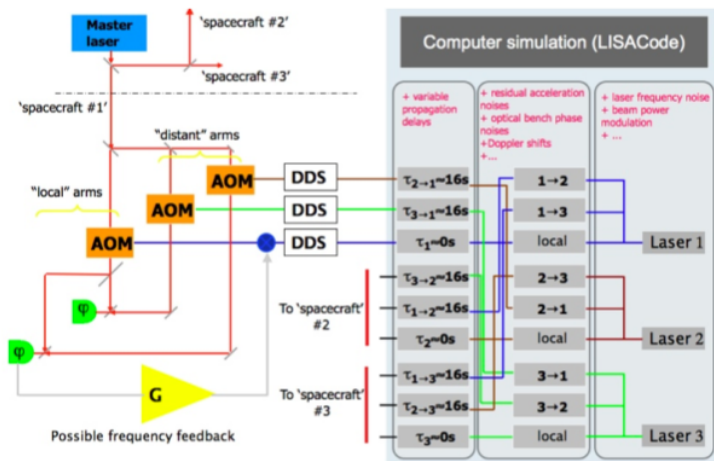 Master
laser
'spacecraft #2'
'spacecraft #3'
'spacecraft #1'
"distant" arms
"local" arms
AOM
AOM
AOM
DDS
DDS
DDS
φ
φ
G
Possible frequency feedback
To 'spacecraft'
#2
To 'spacecraft'
#3
Computer simulation (LISACode)
+ variable
propagation
delays
+ residual acceleration
noises
+ optical bench phase
noises
+Doppler shifts
+...
+ laser frequency noise
+ beam power
modulation
+ ...
τ2→1≈16s
τ3→1≈16s
τ1≈0s
τ3→2≈16s
τ1→2≈16s
τ2≈0s
τ1→3≈16s
τ2→3≈16s
τ3≈0s
1→2
1→3
local
2→3
2→1
local
3→1
3→2
local
Laser 1
Laser 2
Laser 3